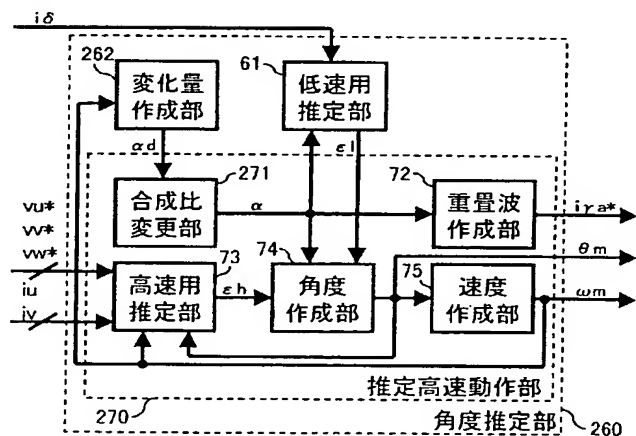 iδ
262
変化量
作成部
61
低速用
推定部
αd
εl
271
合成比
変更部
α
72
重畳波
作成部
iγa*
vu*
vv*
vw*
iu
iv
73
高速用
推定部
εh
74
角度
作成部
θm
75
速度
作成部
ωm
推定高速動作部
270
角度推定部
260